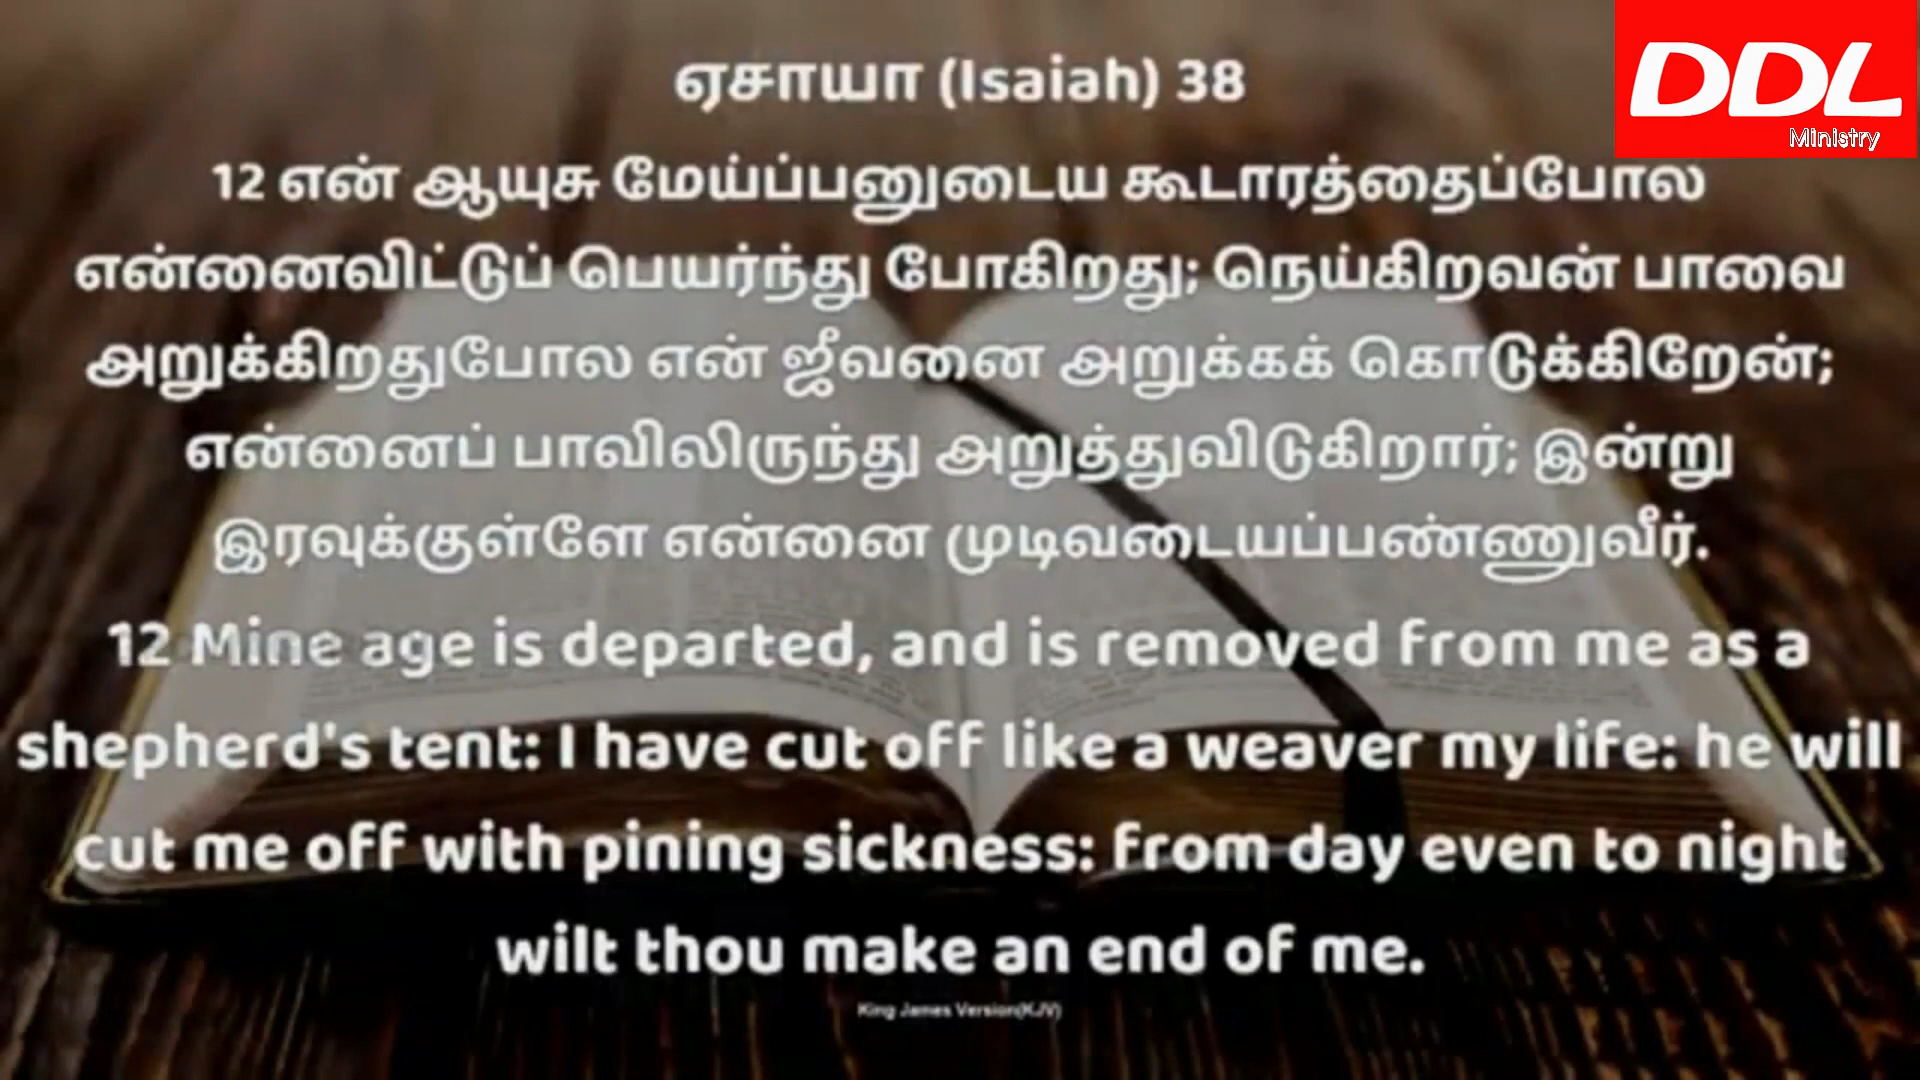 ஏசாயா (Isaiah) 38
DDL
Ministry
12 என் ஆயுசு மேய்ப்பனுடைய கூடாரத்தைப்போல
என்னைவிட்டுப் பெயர்ந்து போகிறது; நெய்கிறவன் பாவை
அறுக்கிறதுபோல என் ஜீவனை அறுக்கக் கொடுக்கிறேன்;
என்னைப் பாவிலிருந்து அறுத்துவிடுகிறார்; இன்று
இரவுக்குள்ளே என்னை முடிவடையப்பண்ணுவீர்.
12 Mine age is departed, and is removed from me as a
shepherd's tent: I have cut off like a weaver my life: he will
cut me off with pining sickness: from day even to night
wilt thou make an end of me.
King James Version(KJV)